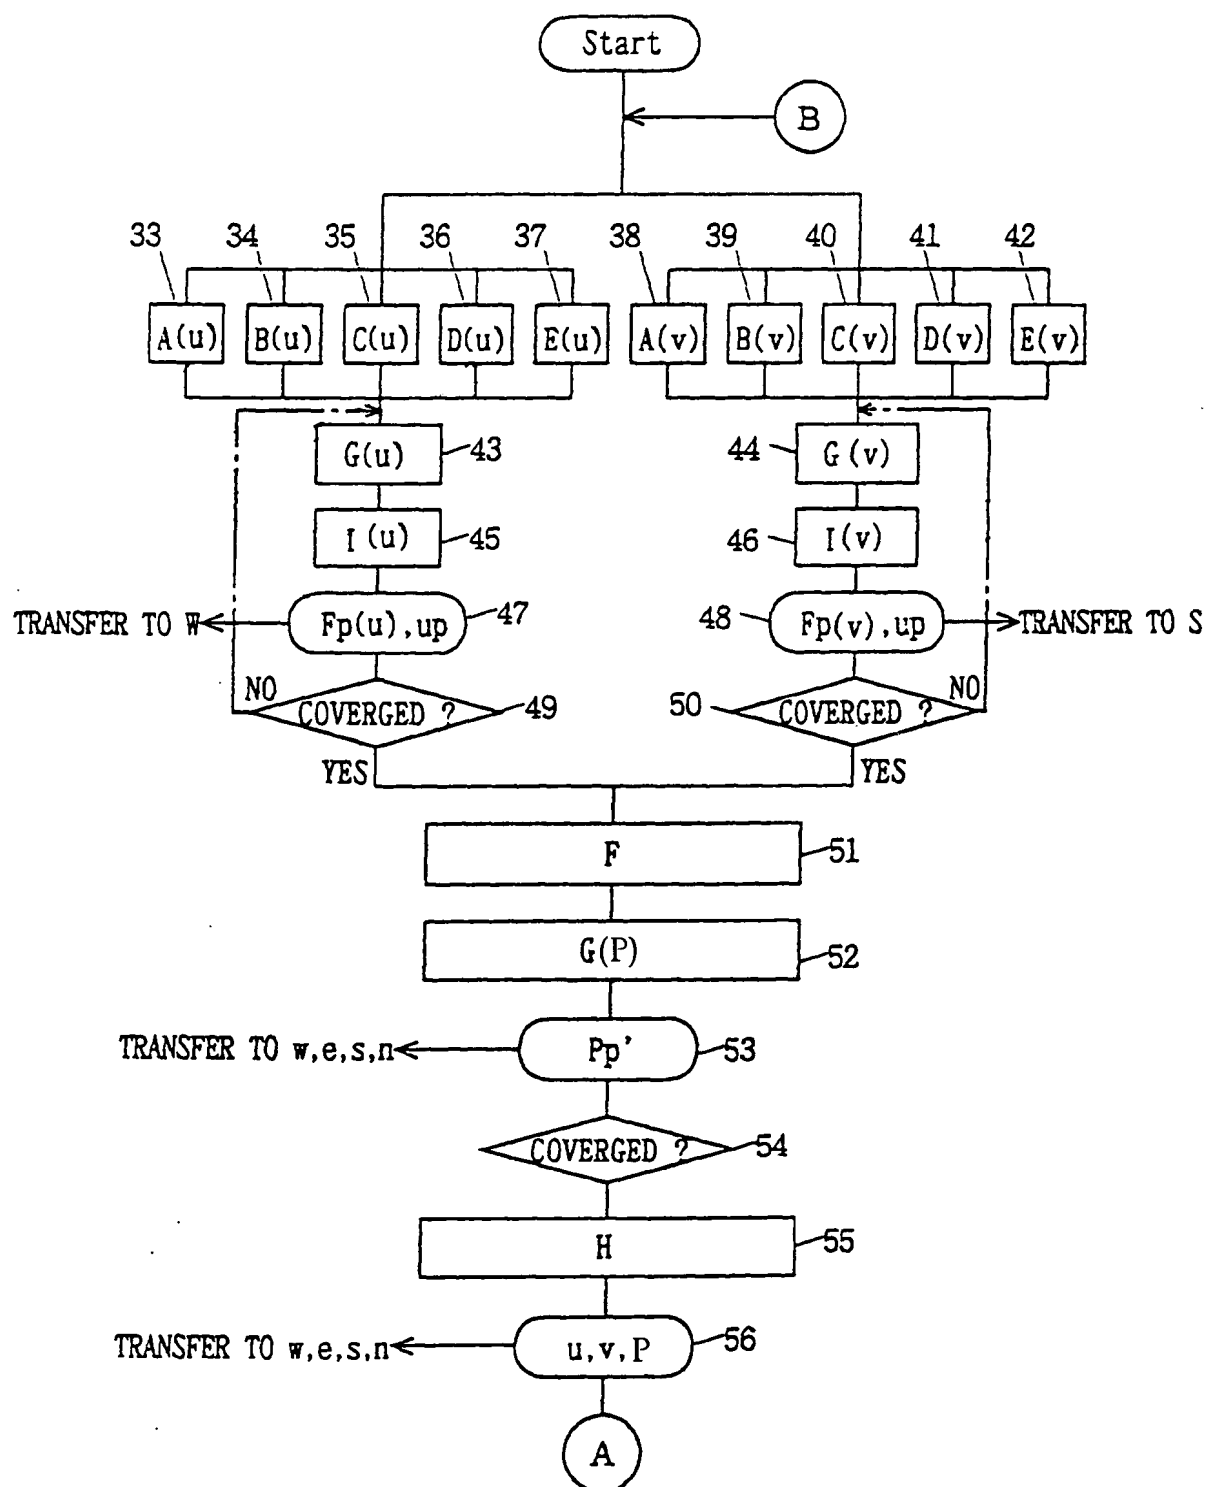 Start
B
33 34 35 36 37 38 39 40 41 42
A(u) B(u) C(u) D(u) E(u) A(v) B(v) C(v) D(v) E(v)
G(u) 43 44 G(v)
I(u) 45 46 I(v)
TRANSFER TO W Fp(u),up 47 48 Fp(v),up TRANSFER TO S
NO COVERGED ? 49 50 COVERGED ? NO
YES YES
F 51
G(P) 52
TRANSFER TO w,e,s,n Pp' 53
COVERGED ? 54
H 55
TRANSFER TO w,e,s,n u,v,P 56
A